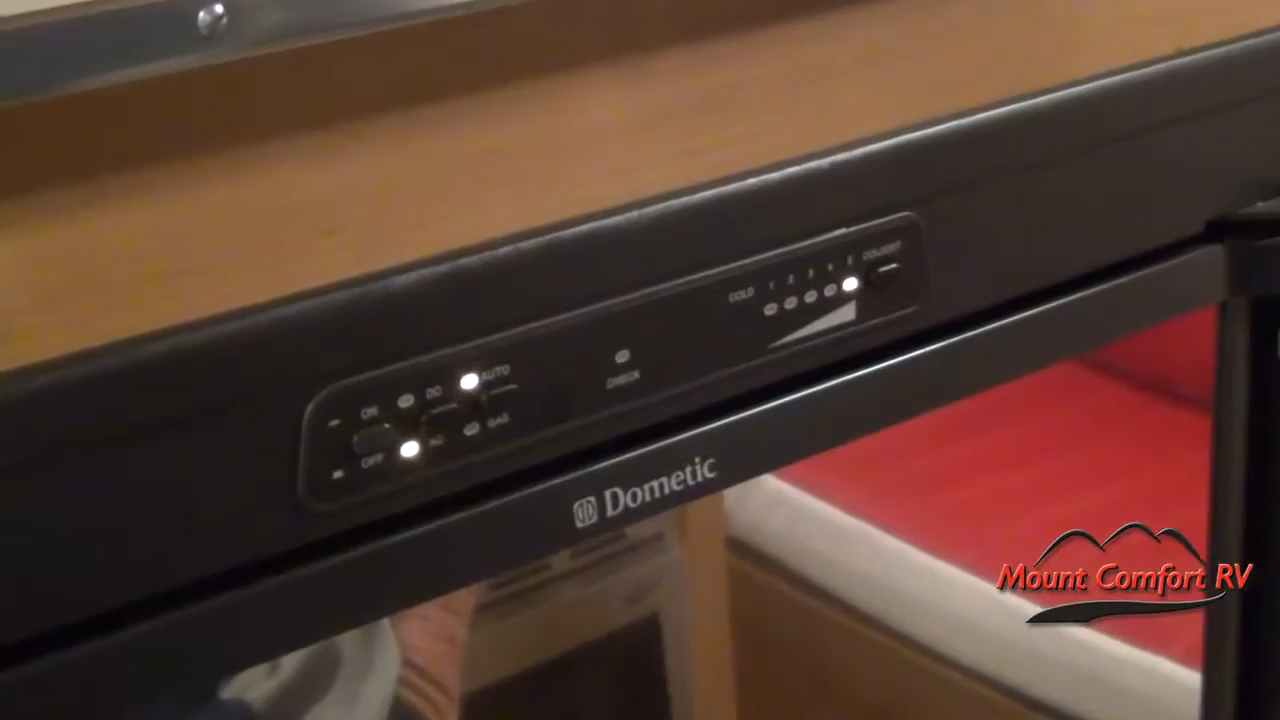 COLD 1 2 3 4 5 COLDEST
ON DC AUTO
OFF AC GAS
CHECK
Dometic
Mount Comfort RV